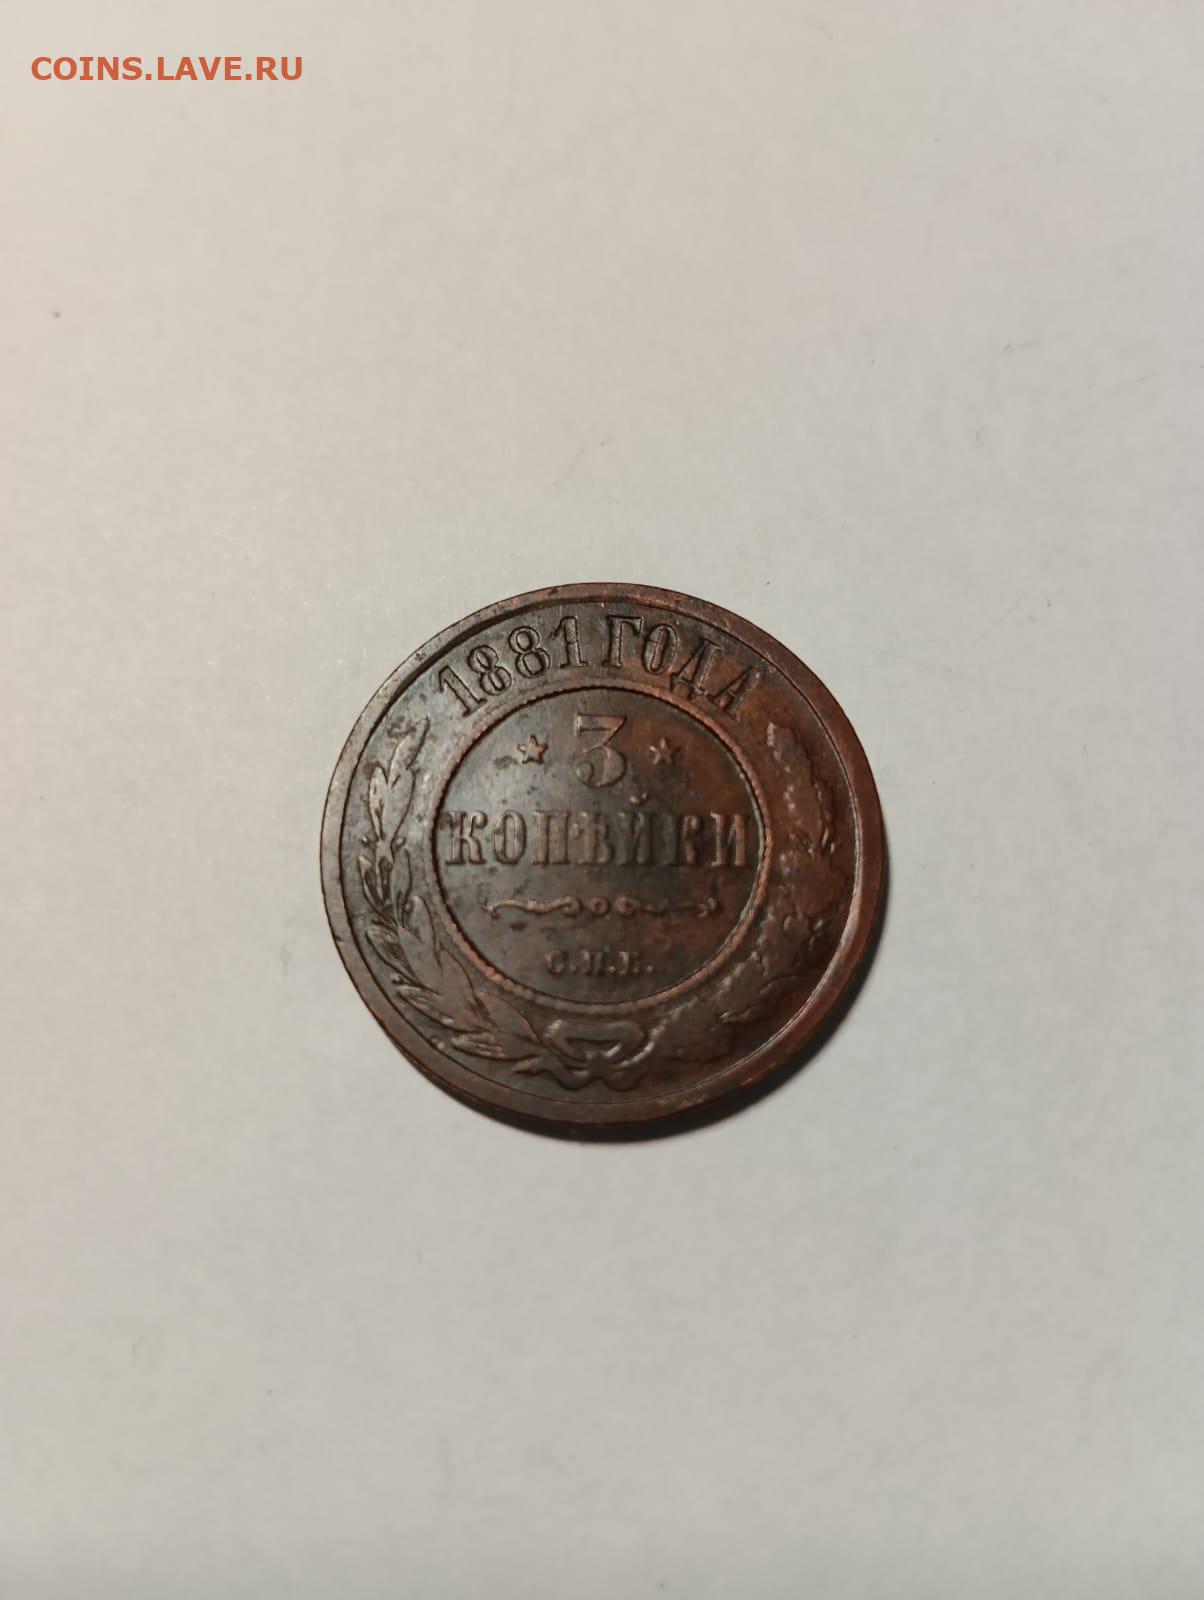 COINS.LAVE.RU
1881 ГОДА
3
КОПѢЙКИ
С.П.Б.